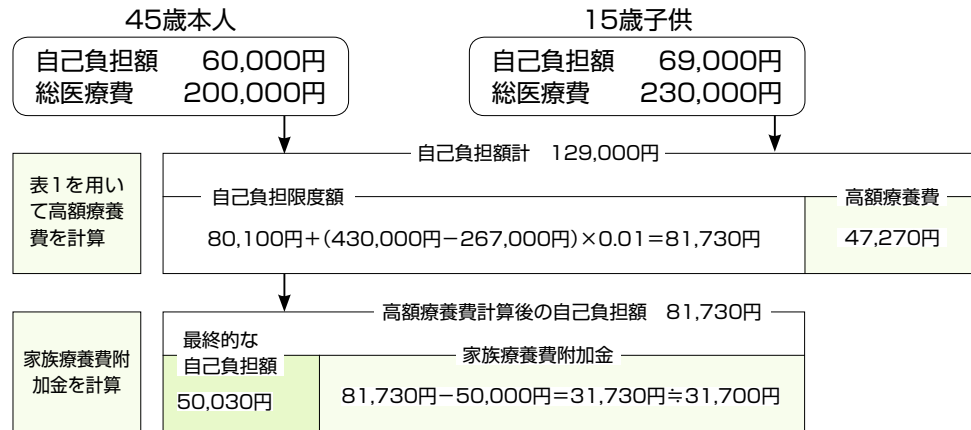 45歳本人
自己負担額 60,000円
総医療費 200,000円
15歳子供
自己負担額 69,000円
総医療費 230,000円
表1を用い
て高額療養
費を計算
自己負担額計 129,000円
自己負担限度額
80,100円+(430,000円−267,000円)×0.01=81,730円
高額療養費
47,270円
家族療養費附
加金を計算
高額療養費計算後の自己負担額 81,730円
最終的な
自己負担額
50,030円
家族療養費附加金
81,730円−50,000円=31,730円≒31,700円